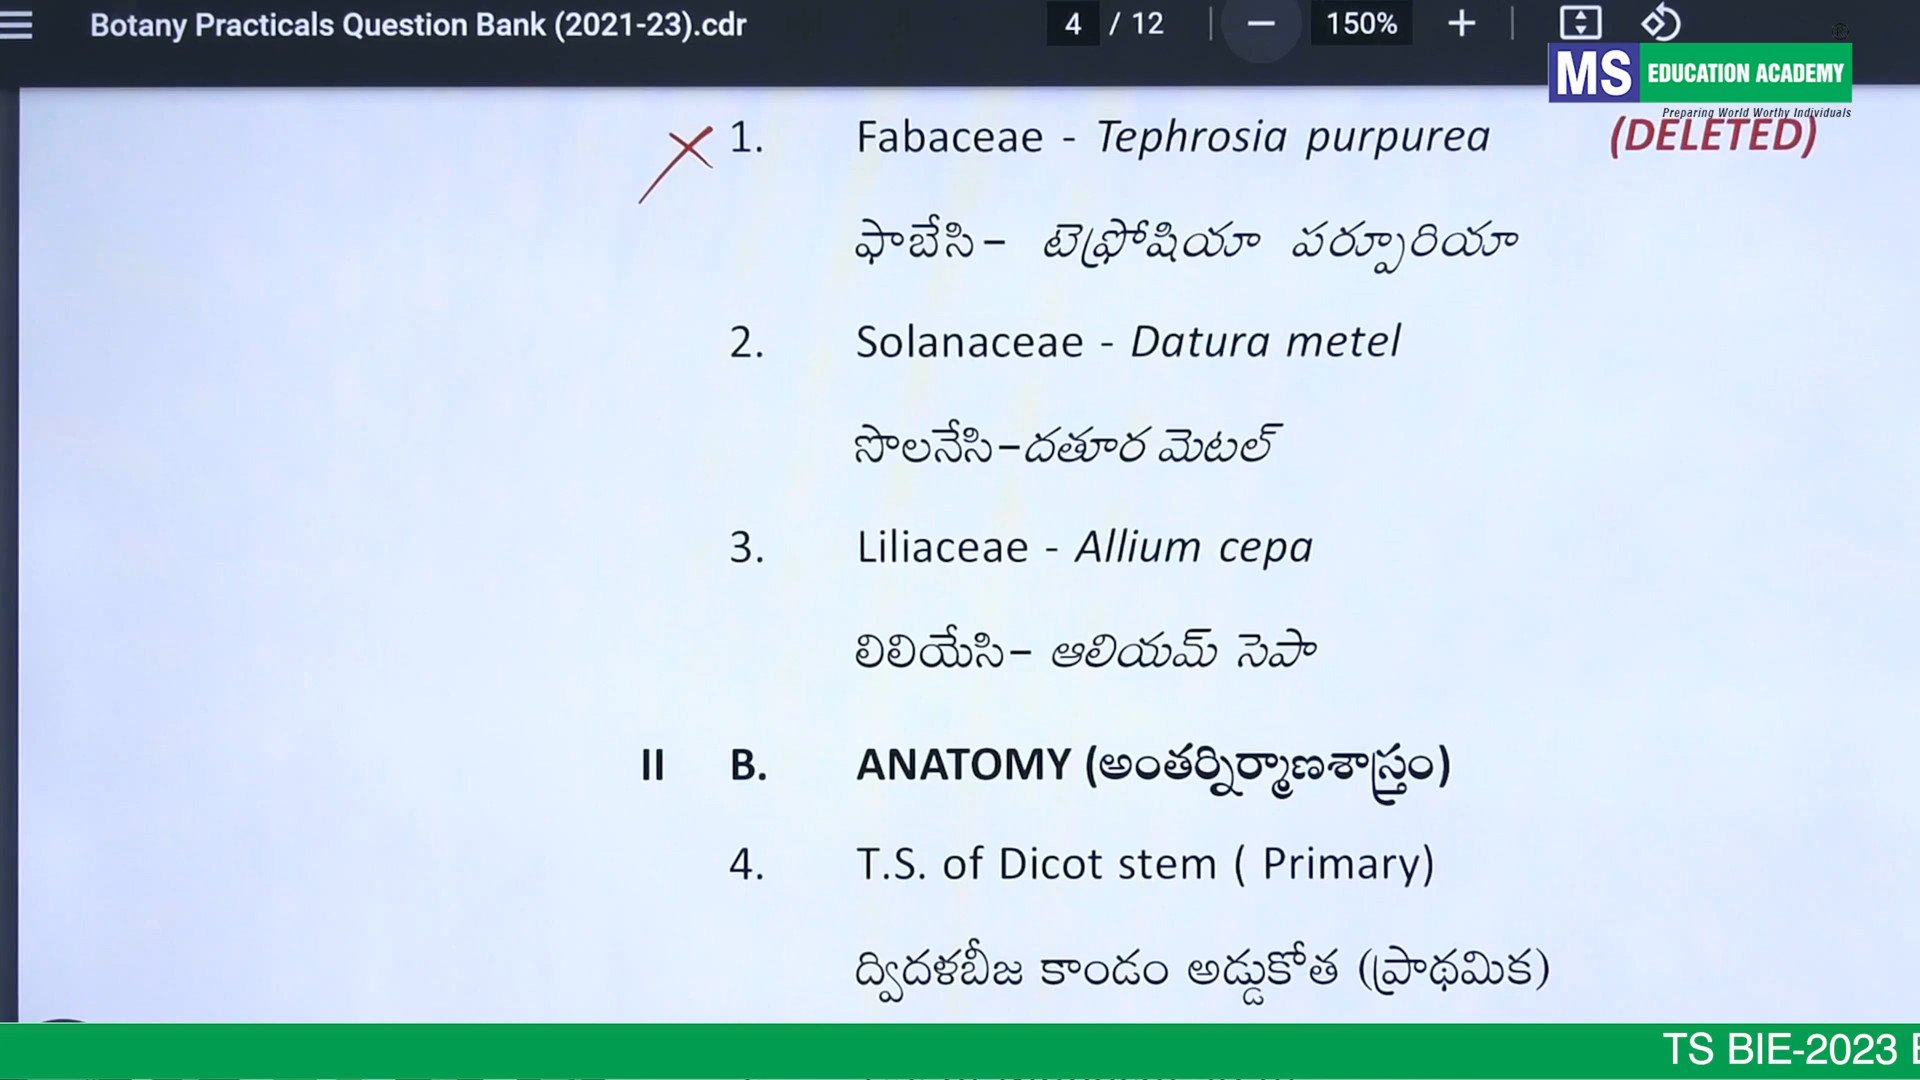 Botany Practicals Question Bank (2021-23).cdr 4 / 12 150%
MS EDUCATION ACADEMY
Preparing World Worthy Individuals
1. Fabaceae - Tephrosia purpurea (DELETED)
ఫాబేసి– టెఫ్రోషియా పర్పూరియా
2. Solanaceae - Datura metel
సొలనేసి–దతూర మెటల్
3. Liliaceae - Allium cepa
లిలియేసి– ఆలియమ్ సెపా
II B. ANATOMY (అంతర్నిర్మాణశాస్త్రం)
4. T.S. of Dicot stem ( Primary)
ద్విదళబీజ కాండం అడ్డుకోత (ప్రాథమిక)
TS BIE-2023